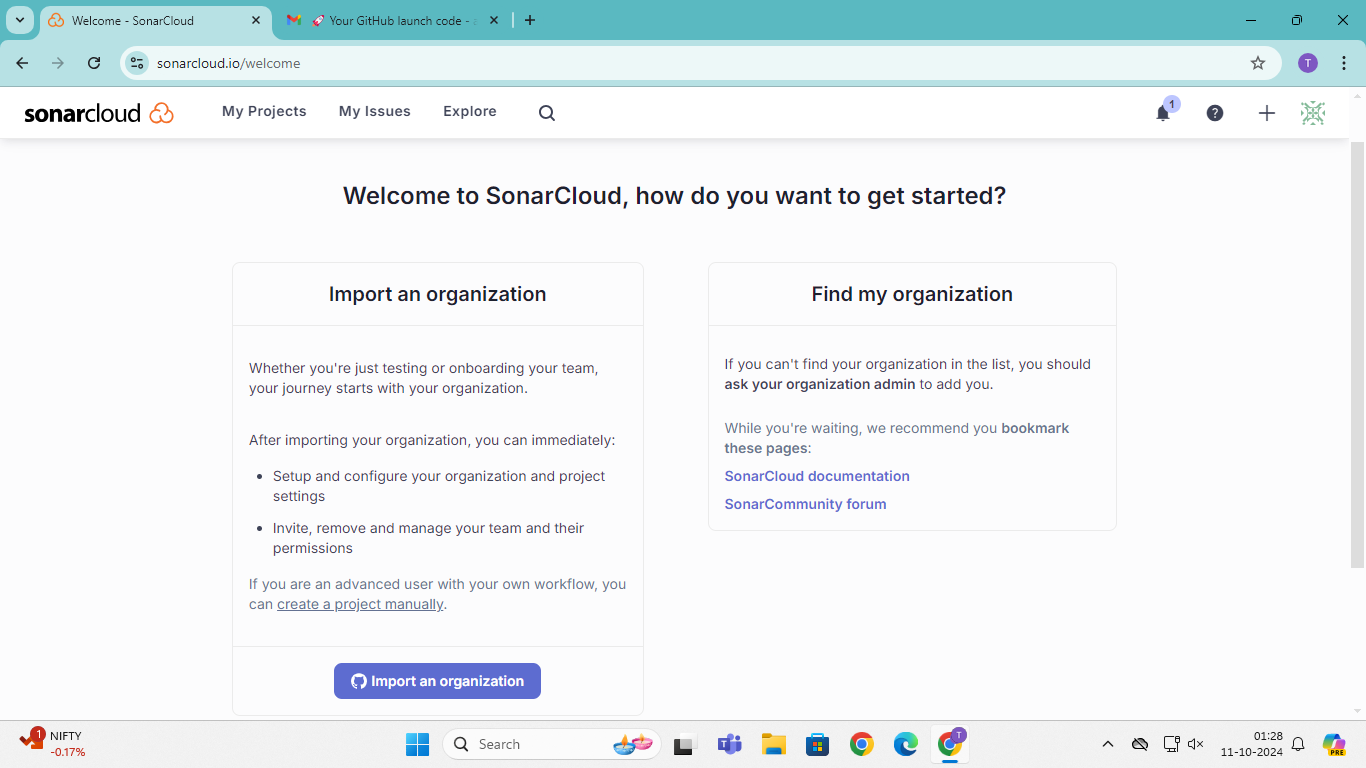 Welcome - SonarCloud
🚀 Your GitHub launch code -
sonarcloud.io/welcome
T
sonarcloud
My Projects
My Issues
Explore
1
?
Welcome to SonarCloud, how do you want to get started?
Import an organization
Whether you're just testing or onboarding your team,
your journey starts with your organization.
After importing your organization, you can immediately:
• Setup and configure your organization and project
settings
• Invite, remove and manage your team and their
permissions
If you are an advanced user with your own workflow, you
can create a project manually.
Import an organization
Find my organization
If you can't find your organization in the list, you should
ask your organization admin to add you.
While you're waiting, we recommend you bookmark
these pages:
SonarCloud documentation
SonarCommunity forum
1
NIFTY
-0.17%
Search
T
01:28
11-10-2024
PRE